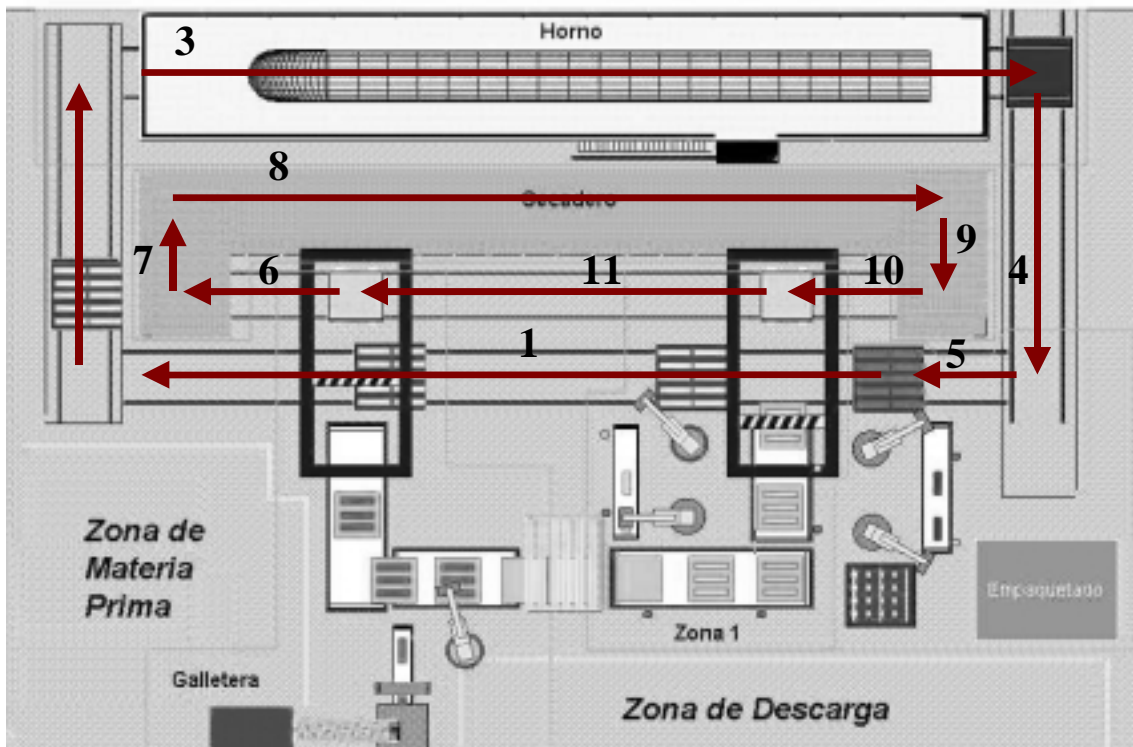 Horno
3
8
Secadero
7
6
11
10
9
4
1
5
Zona de
Materia
Prima
Empaquetado
Zona 1
Galletera
Zona de Descarga